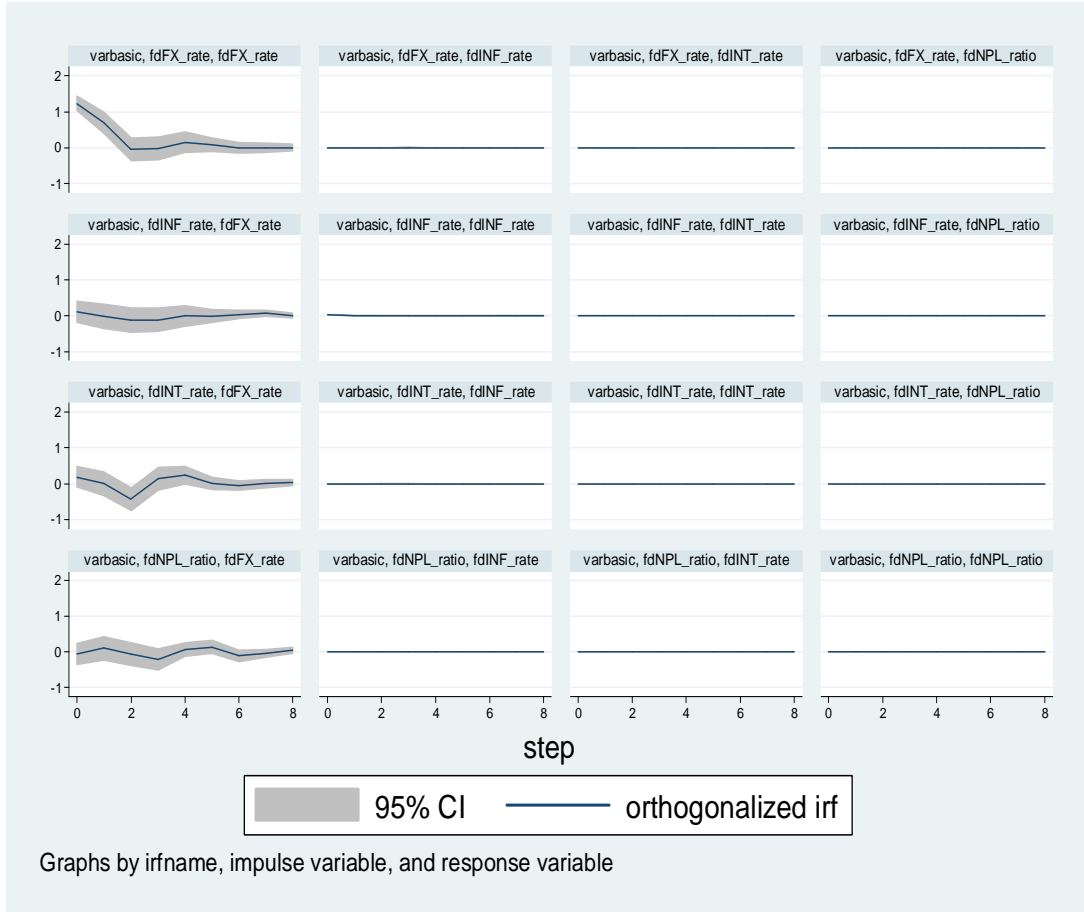 varbasic, fdFX_rate, fdFX_rate
varbasic, fdFX_rate, fdINF_rate
varbasic, fdFX_rate, fdINT_rate
varbasic, fdFX_rate, fdNPL_ratio
2
1
0
-1
varbasic, fdINF_rate, fdFX_rate
varbasic, fdINF_rate, fdINF_rate
varbasic, fdINF_rate, fdINT_rate
varbasic, fdINF_rate, fdNPL_ratio
2
1
0
-1
varbasic, fdINT_rate, fdFX_rate
varbasic, fdINT_rate, fdINF_rate
varbasic, fdINT_rate, fdINT_rate
varbasic, fdINT_rate, fdNPL_ratio
2
1
0
-1
varbasic, fdNPL_ratio, fdFX_rate
varbasic, fdNPL_ratio, fdINF_rate
varbasic, fdNPL_ratio, fdINT_rate
varbasic, fdNPL_ratio, fdNPL_ratio
2
1
0
-1
0 2 4 6 8
0 2 4 6 8
0 2 4 6 8
0 2 4 6 8
step
95% CI
orthogonalized irf
Graphs by irfname, impulse variable, and response variable